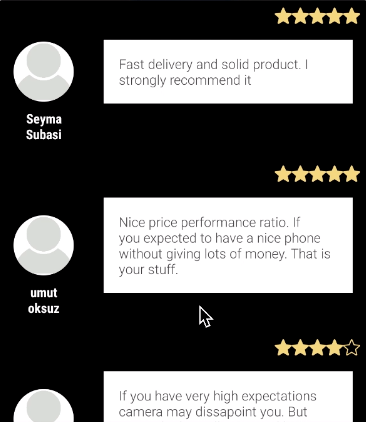 Fast delivery and solid product. I
strongly recommend it
Seyma
Subasi
Nice price performance ratio. If
you expected to have a nice phone
without giving lots of money. That is
your stuff.
umut
oksuz
If you have very high expectations
camera may dissapoint you. But